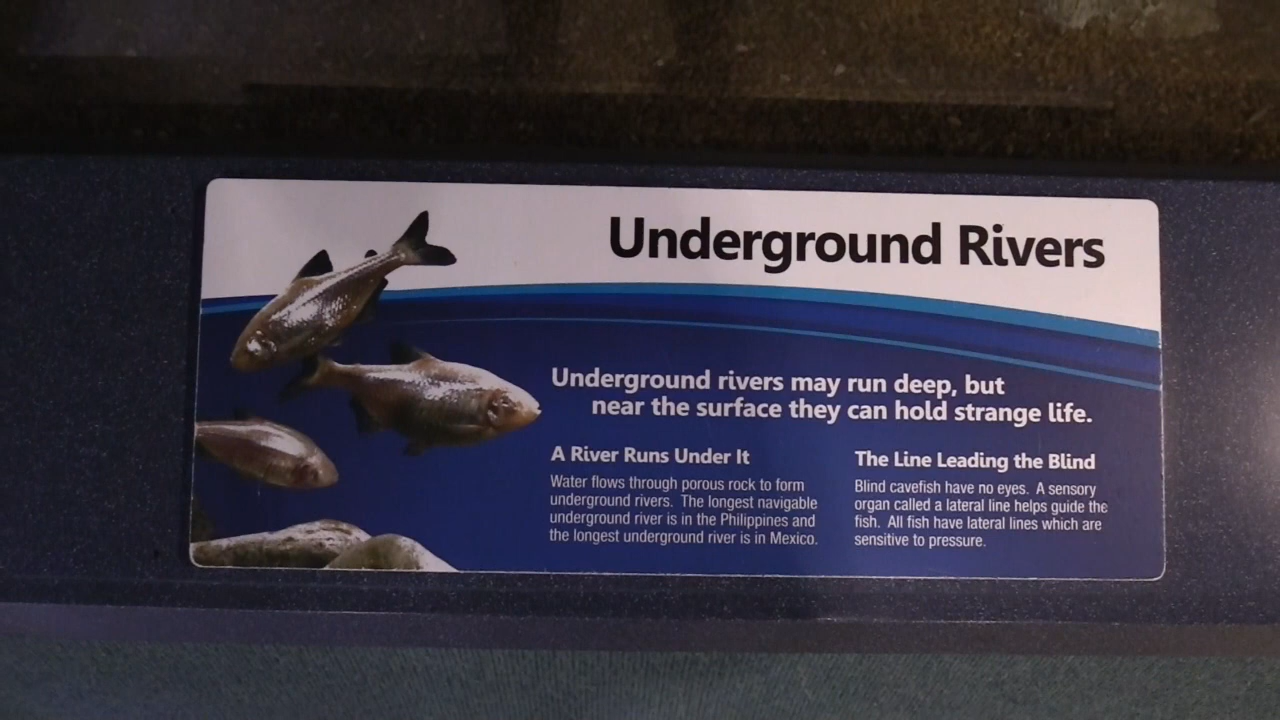 Underground Rivers
Underground rivers may run deep, but
near the surface they can hold strange life.
A River Runs Under It
Water flows through porous rock to form
underground rivers. The longest navigable
underground river is in the Philippines and
the longest underground river is in Mexico.
The Line Leading the Blind
Blind cavefish have no eyes. A sensory
organ called a lateral line helps guide the
fish. All fish have lateral lines which are
sensitive to pressure.